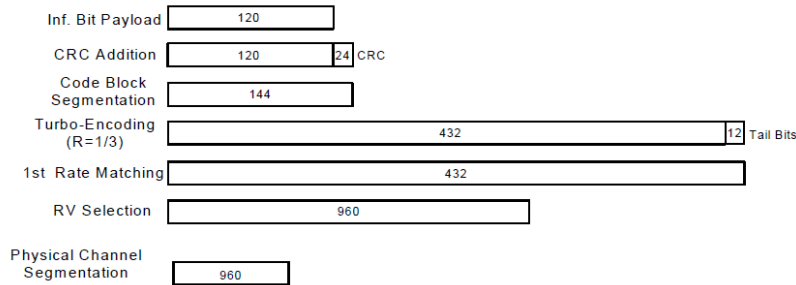 Inf. Bit Payload 120
CRC Addition 120 24 CRC
Code Block
Segmentation 144
Turbo-Encoding
(R=1/3) 432 12 Tail Bits
1st Rate Matching 432
RV Selection 960
Physical Channel
Segmentation 960